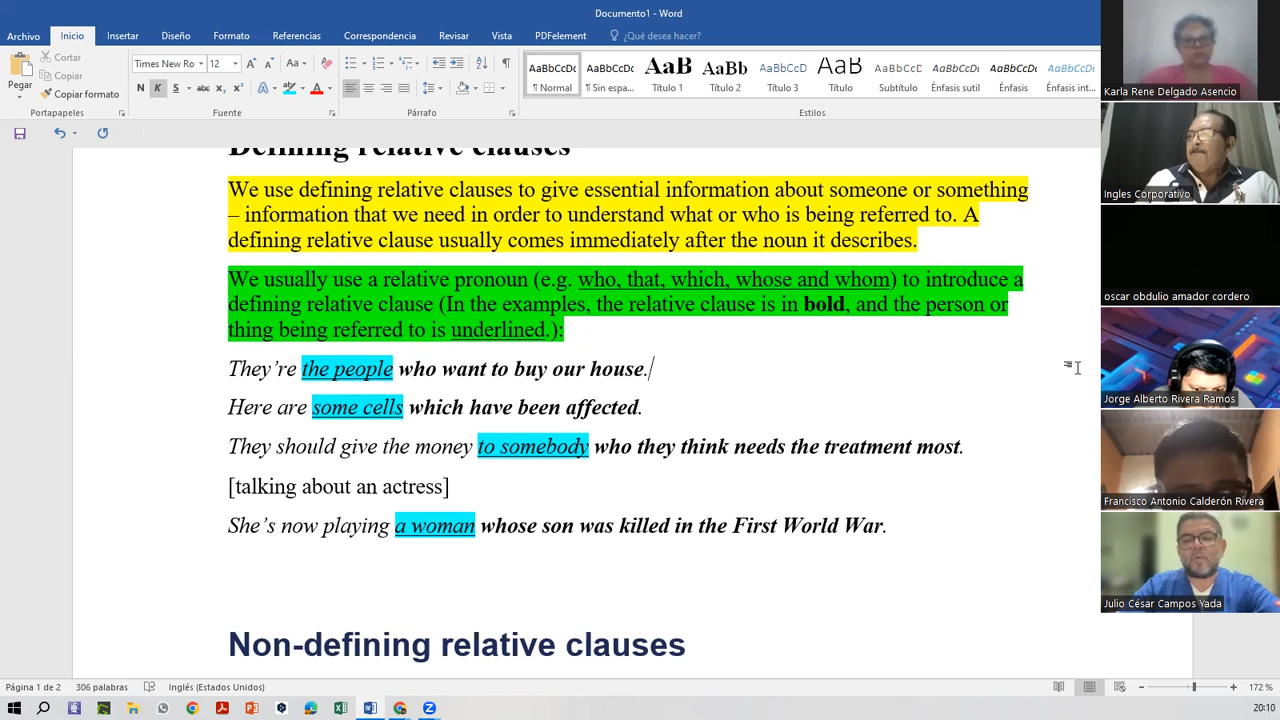 Documento1 - Word
Archivo Inicio Insertar Diseño Formato Referencias Correspondencia Revisar Vista PDFelement ¿Qué desea hacer?
Pegar
Cortar
Copiar
Copiar formato
Portapapeles
Times New Ro 12
N K S abc x₂ x²
Fuente
Párrafo
AaBbCcDc AaBbCcDc AaB AaBb AaBbCcD AaB AaBbCcD AaBbCcDc AaBbCcDc AaBbCcDc
¶ Normal ¶ Sin espa... Título 1 Título 2 Título 3 Título Subtítulo Énfasis sutil Énfasis Énfasis int...
Estilos
Defining relative clauses
We use defining relative clauses to give essential information about someone or something
– information that we need in order to understand what or who is being referred to. A
defining relative clause usually comes immediately after the noun it describes.
We usually use a relative pronoun (e.g. who, that, which, whose and whom) to introduce a
defining relative clause (In the examples, the relative clause is in bold, and the person or
thing being referred to is underlined.):
They’re the people who want to buy our house.
Here are some cells which have been affected.
They should give the money to somebody who they think needs the treatment most.
[talking about an actress]
She’s now playing a woman whose son was killed in the First World War.
Non-defining relative clauses
Karla Rene Delgado Asencio
Ingles Corporativo
oscar obdulio amador cordero
Jorge Alberto Rivera Ramos
Francisco Antonio Calderón Rivera
Julio César Campos Yada
Página 1 de 2 306 palabras Inglés (Estados Unidos) 172 %
20:10